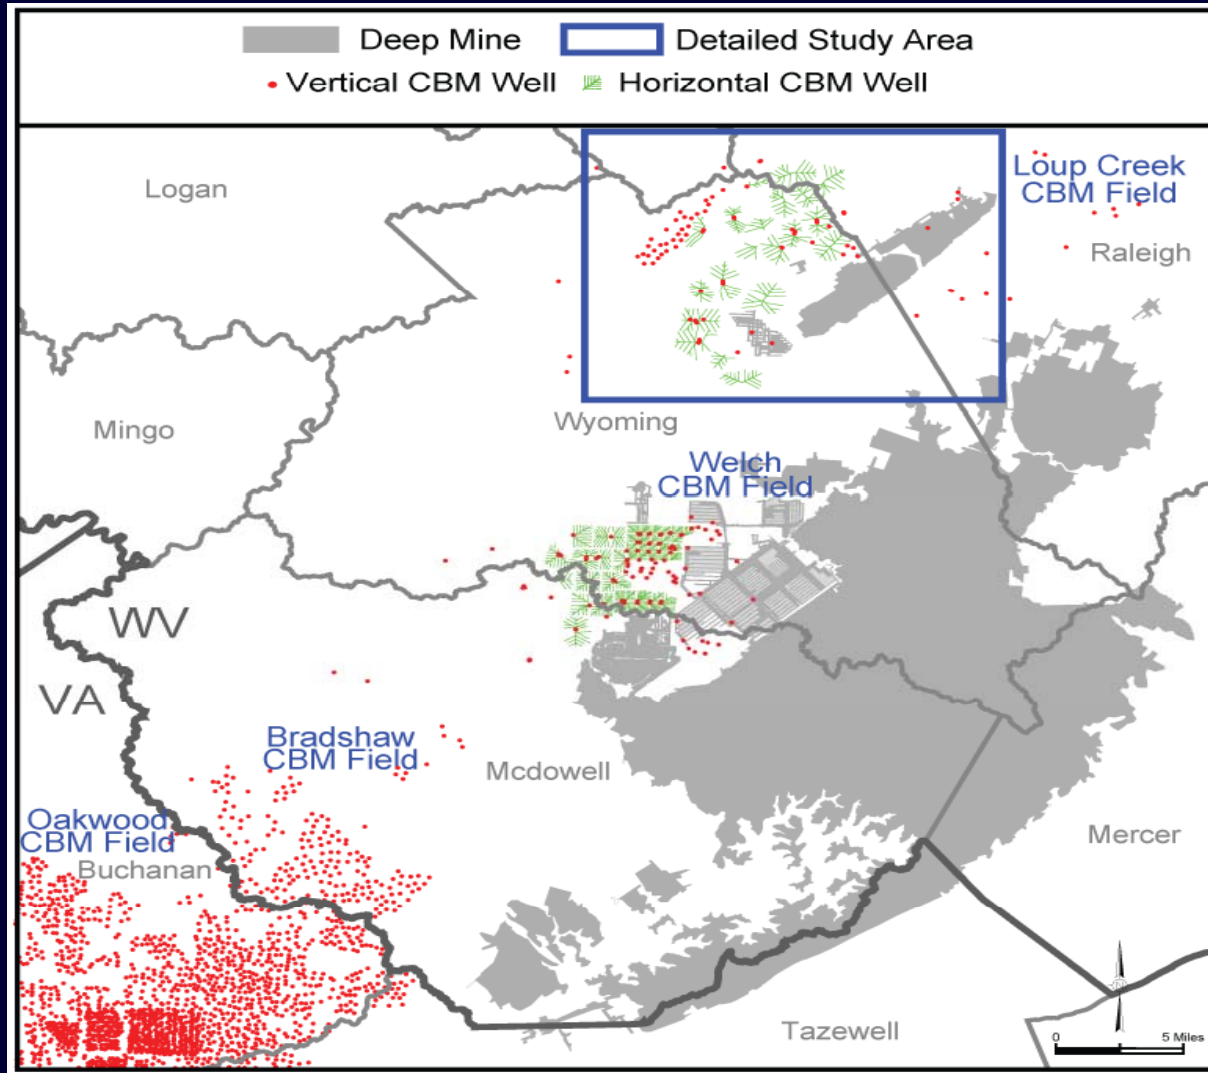 Deep Mine
Detailed Study Area
Vertical CBM Well
Horizontal CBM Well
Loup Creek
CBM Field
Logan
Raleigh
Mingo
Wyoming
Welch
CBM Field
WV
VA
Bradshaw
CBM Field
Mcdowell
Oakwood
CBM Field
Buchanan
Mercer
Tazewell
0 5 Miles